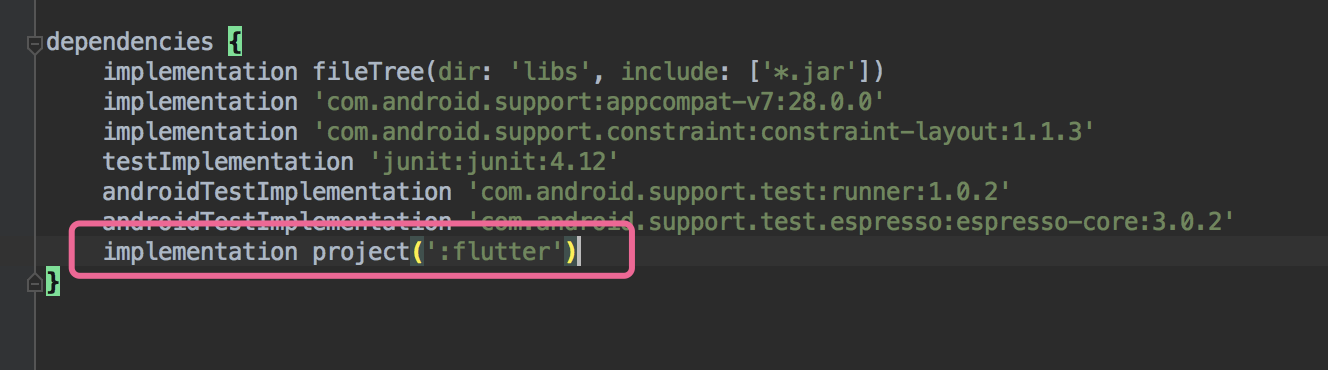 dependencies {
implementation fileTree(dir: 'libs', include: ['*.jar'])
implementation 'com.android.support:appcompat-v7:28.0.0'
implementation 'com.android.support.constraint:constraint-layout:1.1.3'
testImplementation 'junit:junit:4.12'
androidTestImplementation 'com.android.support.test:runner:1.0.2'
androidTestImplementation 'com.android.support.test.espresso:espresso-core:3.0.2'
implementation project(':flutter')
}